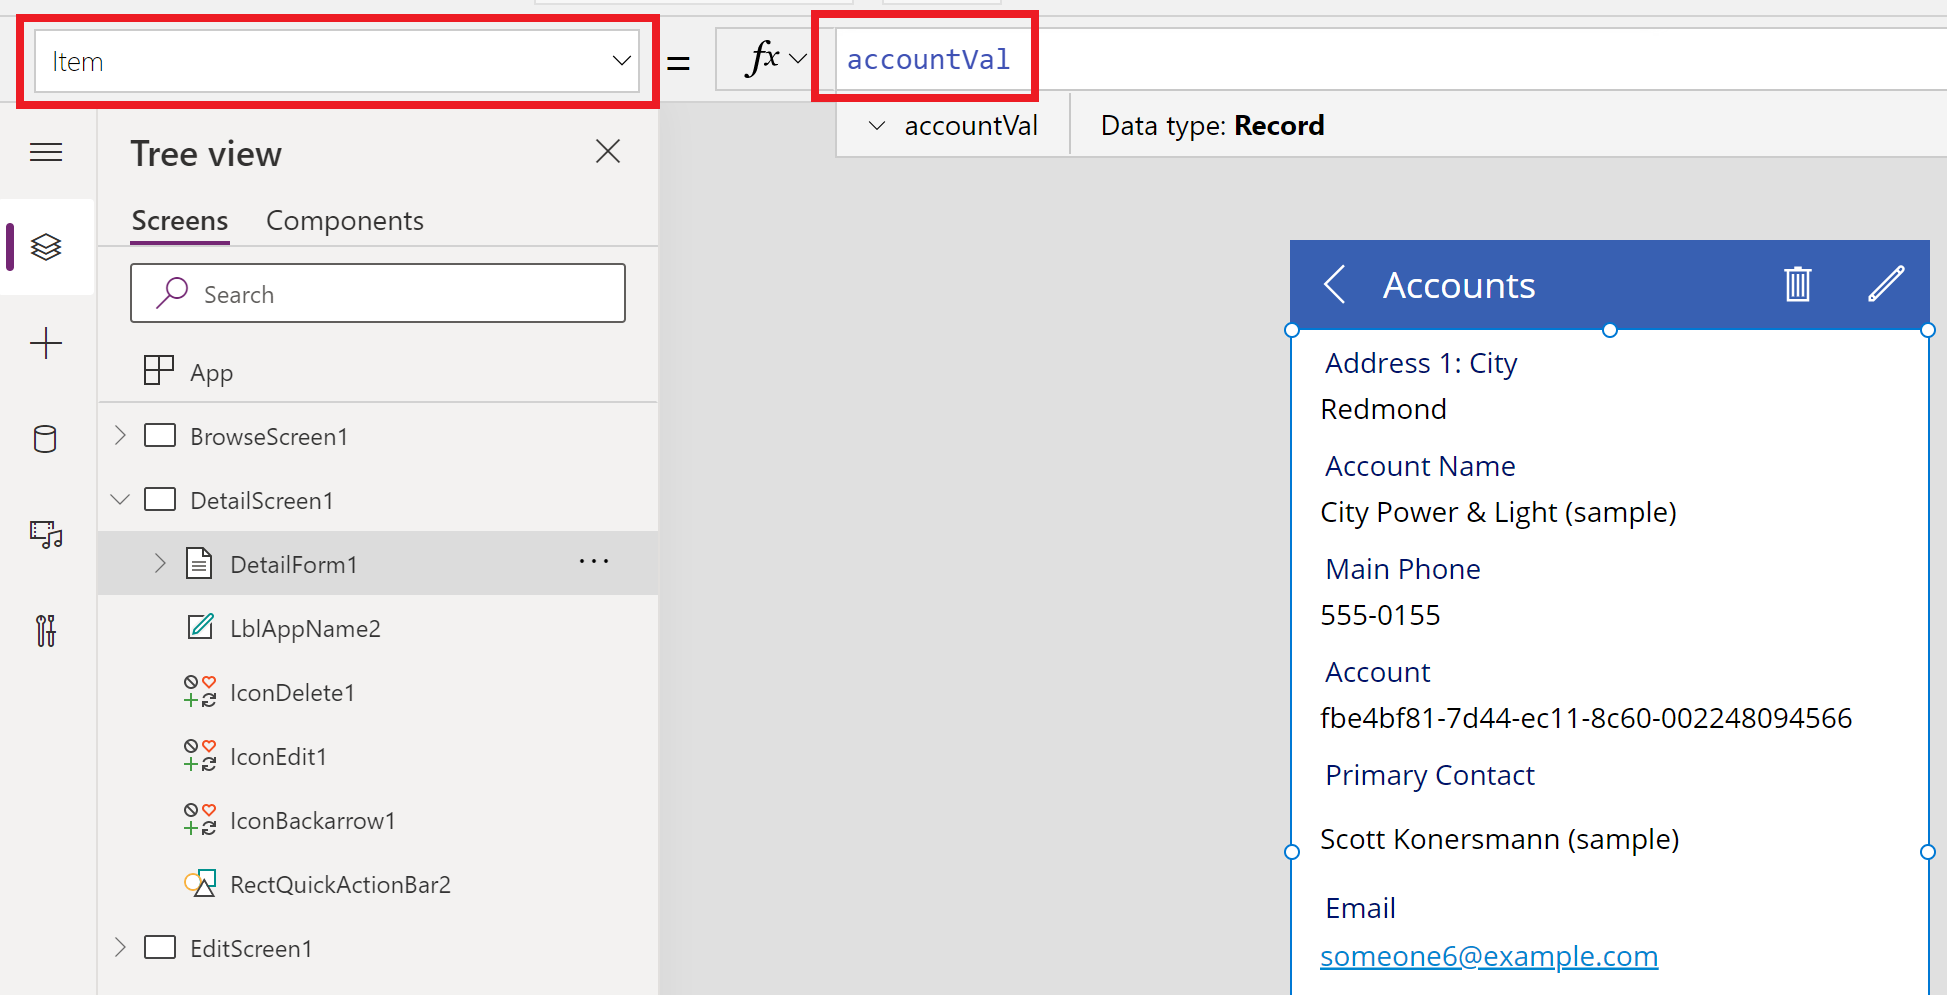 Item
= fx accountVal
accountVal Data type: Record
Tree view
Screens Components
Search
App
BrowseScreen1
DetailScreen1
DetailForm1
LblAppName2
IconDelete1
IconEdit1
IconBackarrow1
RectQuickActionBar2
EditScreen1
Accounts
Address 1: City
Redmond
Account Name
City Power & Light (sample)
Main Phone
555-0155
Account
fbe4bf81-7d44-ec11-8c60-002248094566
Primary Contact
Scott Konersmann (sample)
Email
someone6@example.com